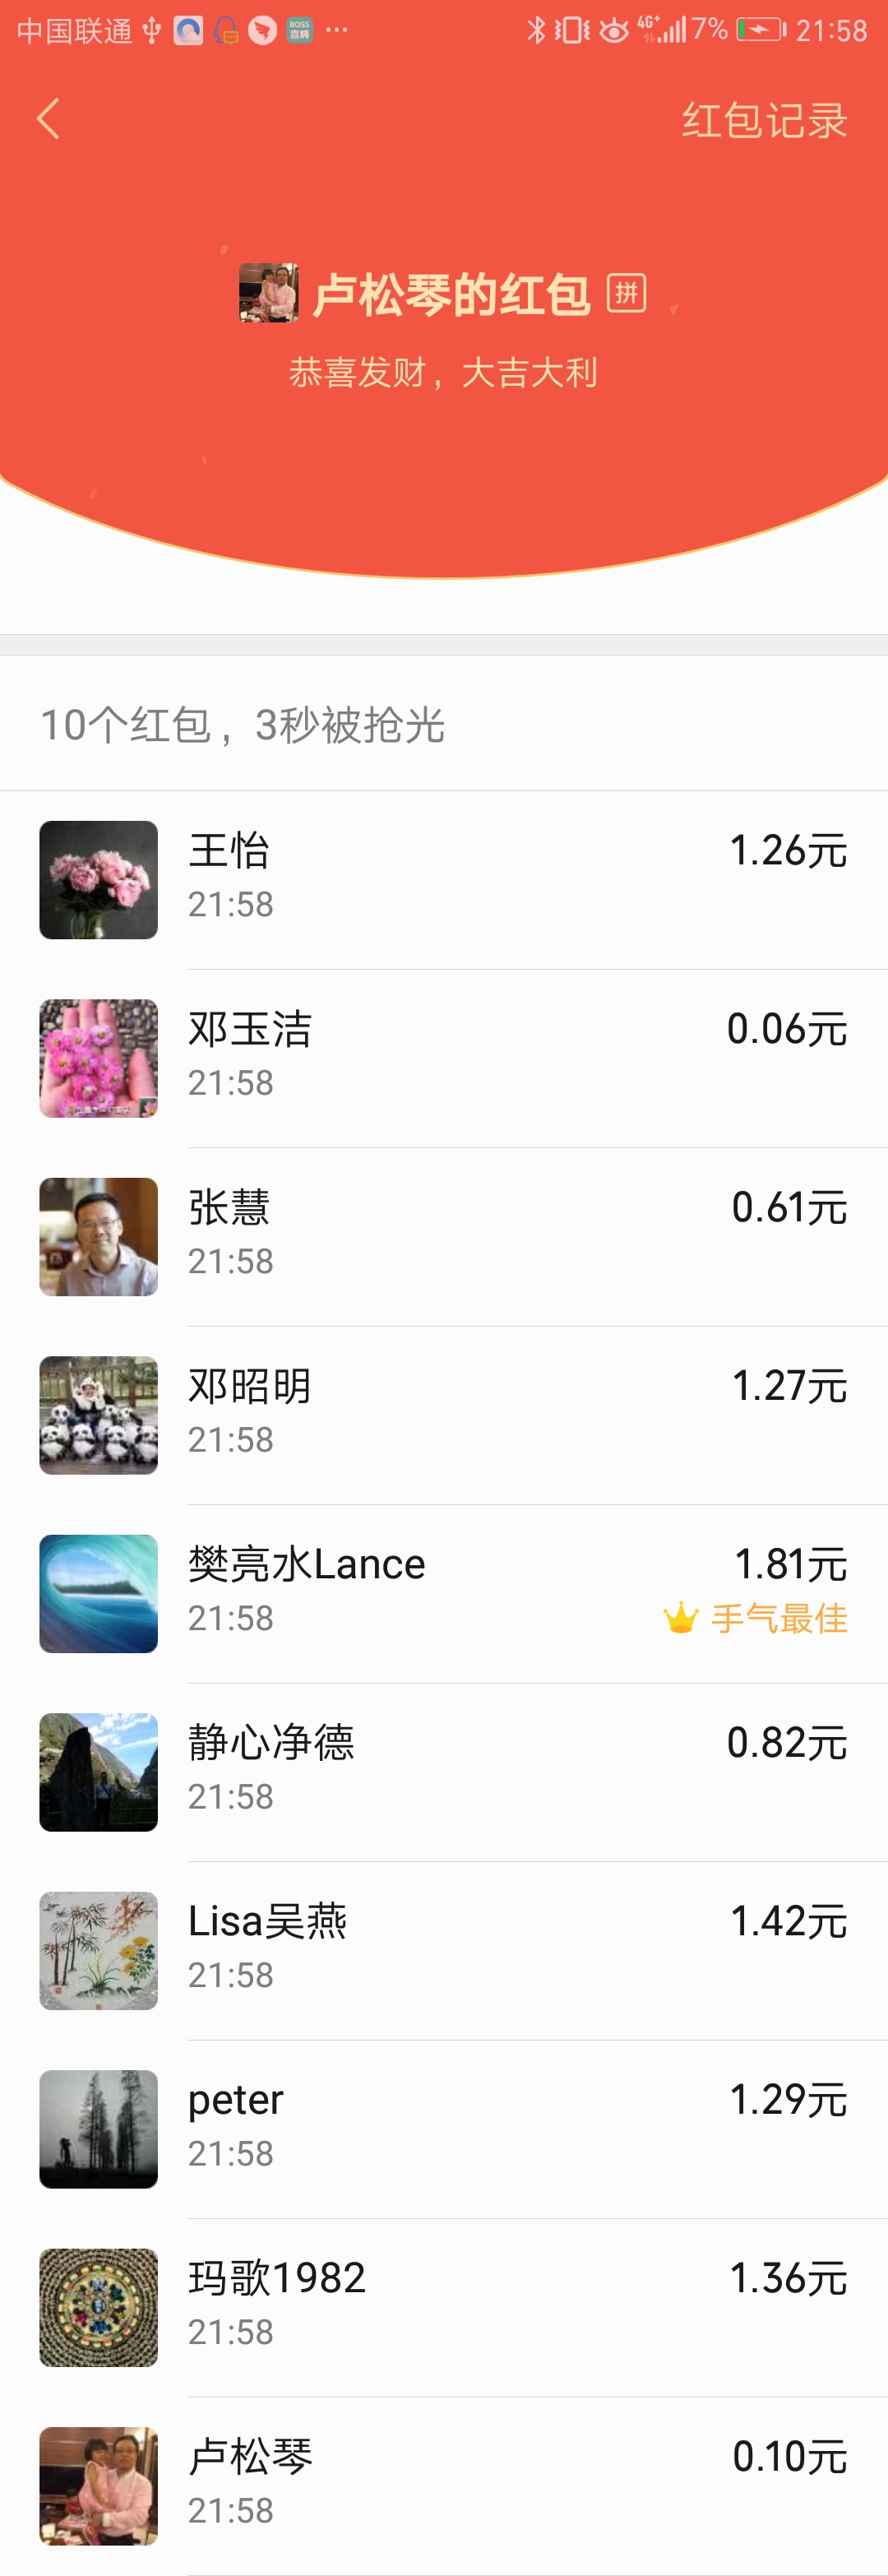 中国联通 BOSS直聘 ··· 4G+ 7% 21:58
红包记录
卢松琴的红包 拼
恭喜发财，大吉大利
10个红包，3秒被抢光
王怡 1.26元
21:58
邓玉洁 0.06元
21:58
张慧 0.61元
21:58
邓昭明 1.27元
21:58
樊亮水Lance 1.81元
21:58 手气最佳
静心净德 0.82元
21:58
Lisa吴燕 1.42元
21:58
peter 1.29元
21:58
玛歌1982 1.36元
21:58
卢松琴 0.10元
21:58